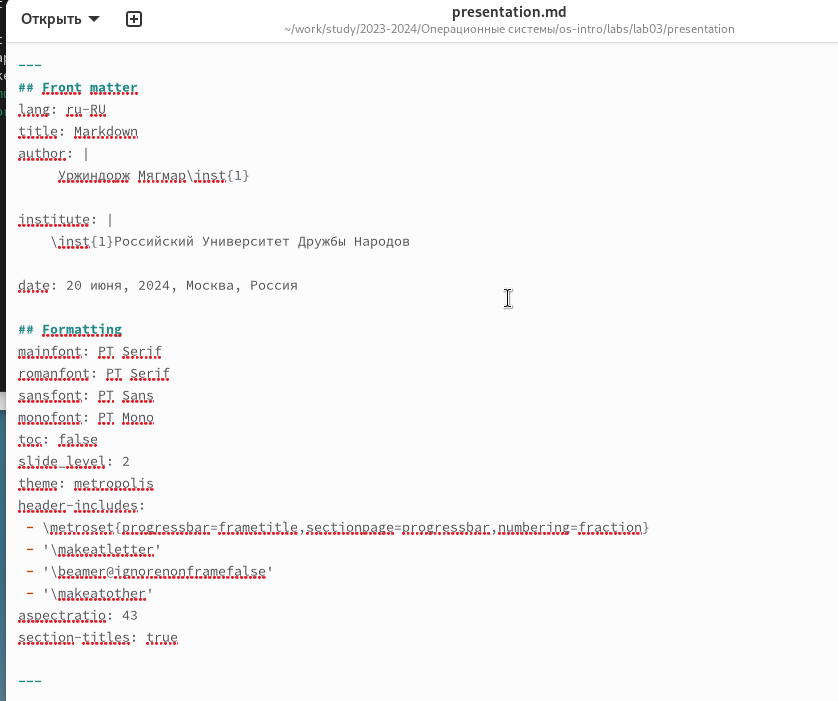 Открыть
presentation.md
~/work/study/2023-2024/Операционные системы/os-intro/labs/lab03/presentation
---
## Front matter
lang: ru-RU
title: Markdown
author: |
Уржиндорж Мягмар\inst{1}
institute: |
\inst{1}Российский Университет Дружбы Народов
date: 20 июня, 2024, Москва, Россия
## Formatting
mainfont: PT Serif
romanfont: PT Serif
sansfont: PT Sans
monofont: PT Mono
toc: false
slide_level: 2
theme: metropolis
header-includes:
- \metroset{progressbar=frametitle,sectionpage=progressbar,numbering=fraction}
- '\makeatletter'
- '\beamer@ignorenonframefalse'
- '\makeatother'
aspectratio: 43
section-titles: true
---